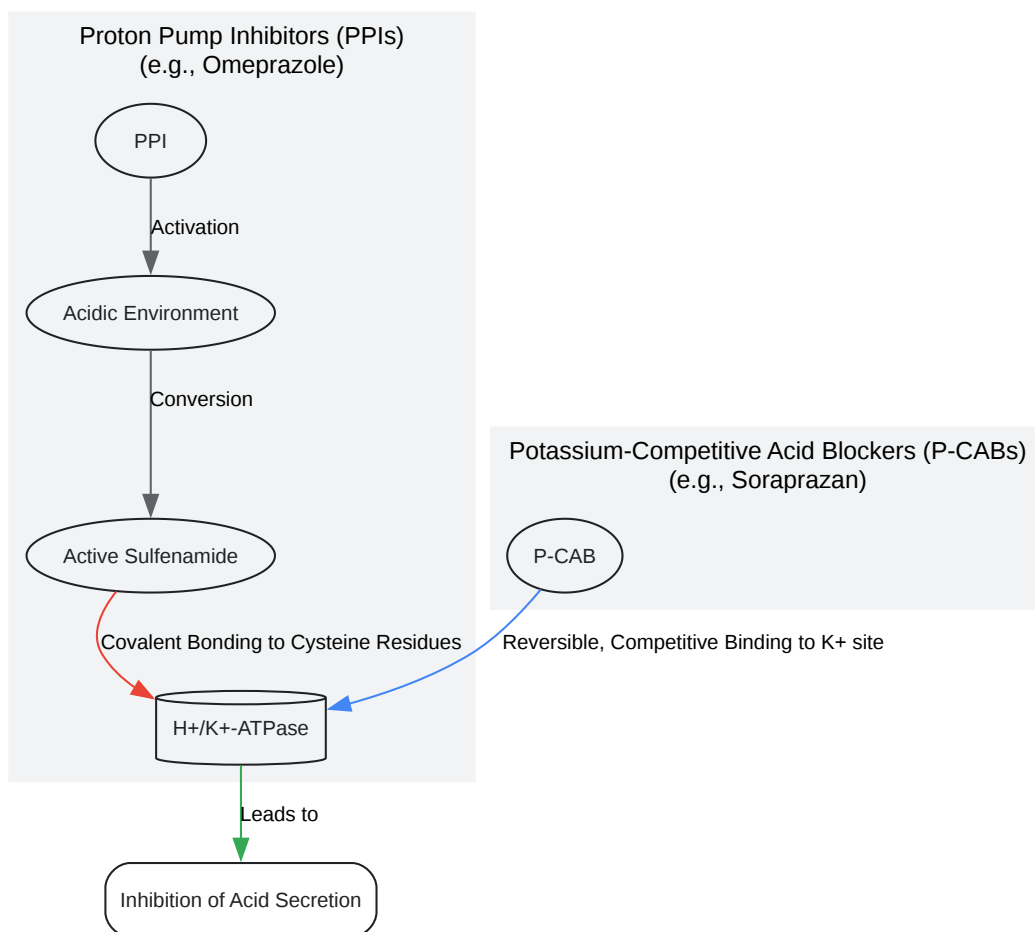 Proton Pump Inhibitors (PPIs)
(e.g., Omeprazole)
PPI
Activation
Acidic Environment
Conversion
Potassium-Competitive Acid Blockers (P-CABs)
(e.g., Soraprazan)
Active Sulfenamide
P-CAB
Covalent Bonding to Cysteine Residues
Reversible, Competitive Binding to K+ site
H+/K+-ATPase
Leads to
Inhibition of Acid Secretion